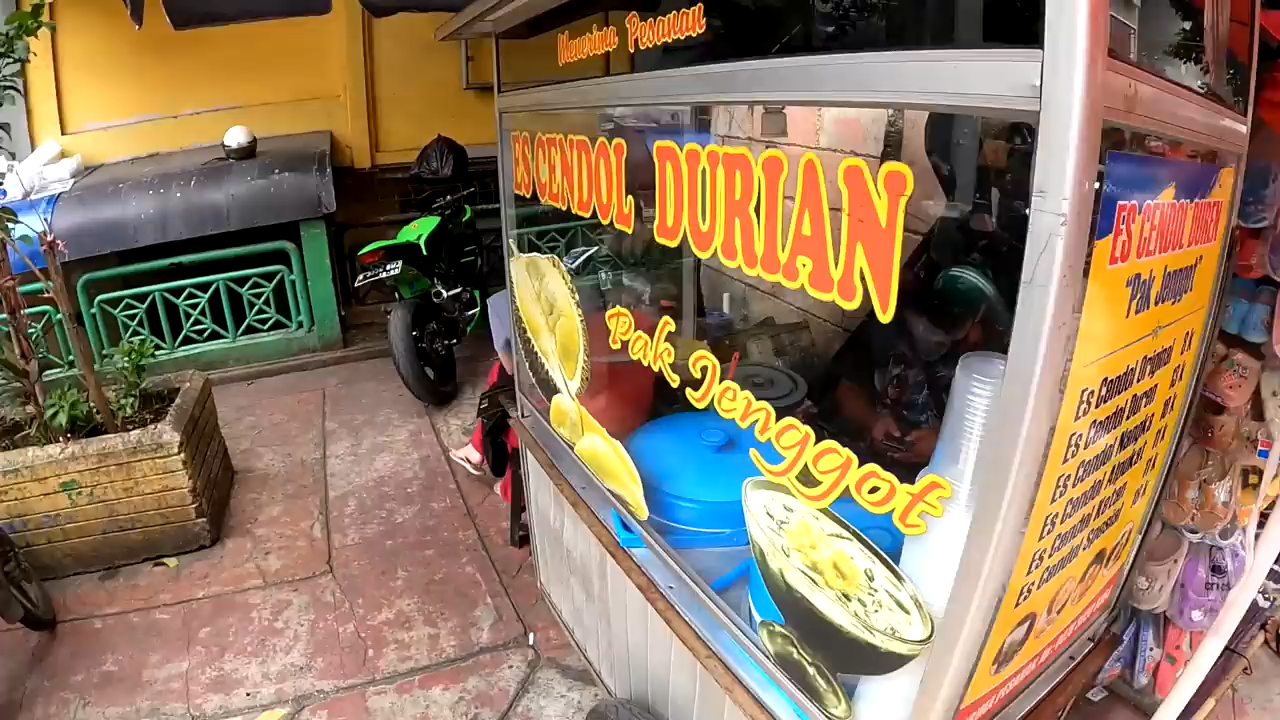 Menerima Pesanan
ES CENDOL DURIAN
Pak Jenggot
ES CENDOL DUREN
"Pak Jenggot"
Es Cendol Original
Es Cendol Duren
Es Cendol Nangka
Es Cendol Alpukat
Es Cendol Ketan
Es Cendol Spesial